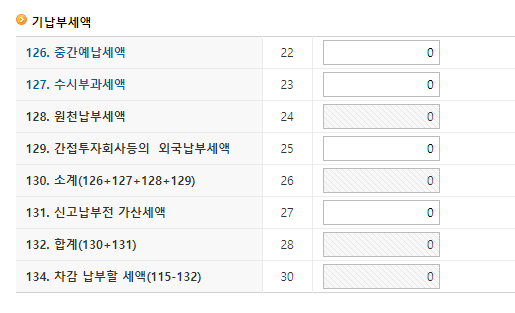 기납부세액
126. 중간예납세액 22 0
127. 수시부과세액 23 0
128. 원천납부세액 24 0
129. 간접투자회사등의 외국납부세액 25 0
130. 소계(126+127+128+129) 26 0
131. 신고납부전 가산세액 27 0
132. 합계(130+131) 28 0
134. 차감 납부할 세액(115-132) 30 0